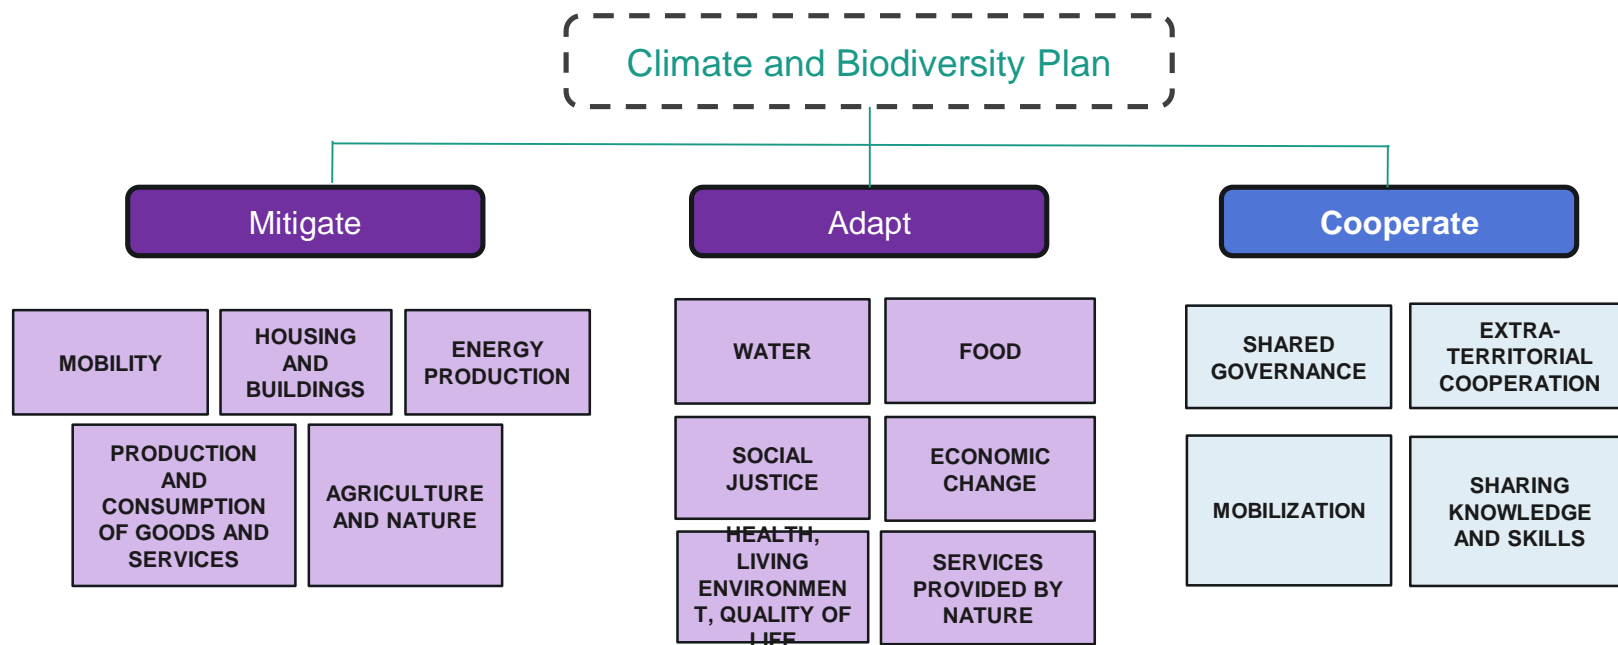 Climate and Biodiversity Plan
Mitigate
Adapt
Cooperate
MOBILITY
HOUSING
AND
BUILDINGS
ENERGY
PRODUCTION
PRODUCTION
AND
CONSUMPTION
OF GOODS AND
SERVICES
AGRICULTURE
AND NATURE
WATER
FOOD
SOCIAL
JUSTICE
ECONOMIC
CHANGE
HEALTH,
LIVING
ENVIRONMEN
T, QUALITY OF
LIFE
SERVICES
PROVIDED BY
NATURE
SHARED
GOVERNANCE
EXTRA-
TERRITORIAL
COOPERATION
MOBILIZATION
SHARING
KNOWLEDGE
AND SKILLS